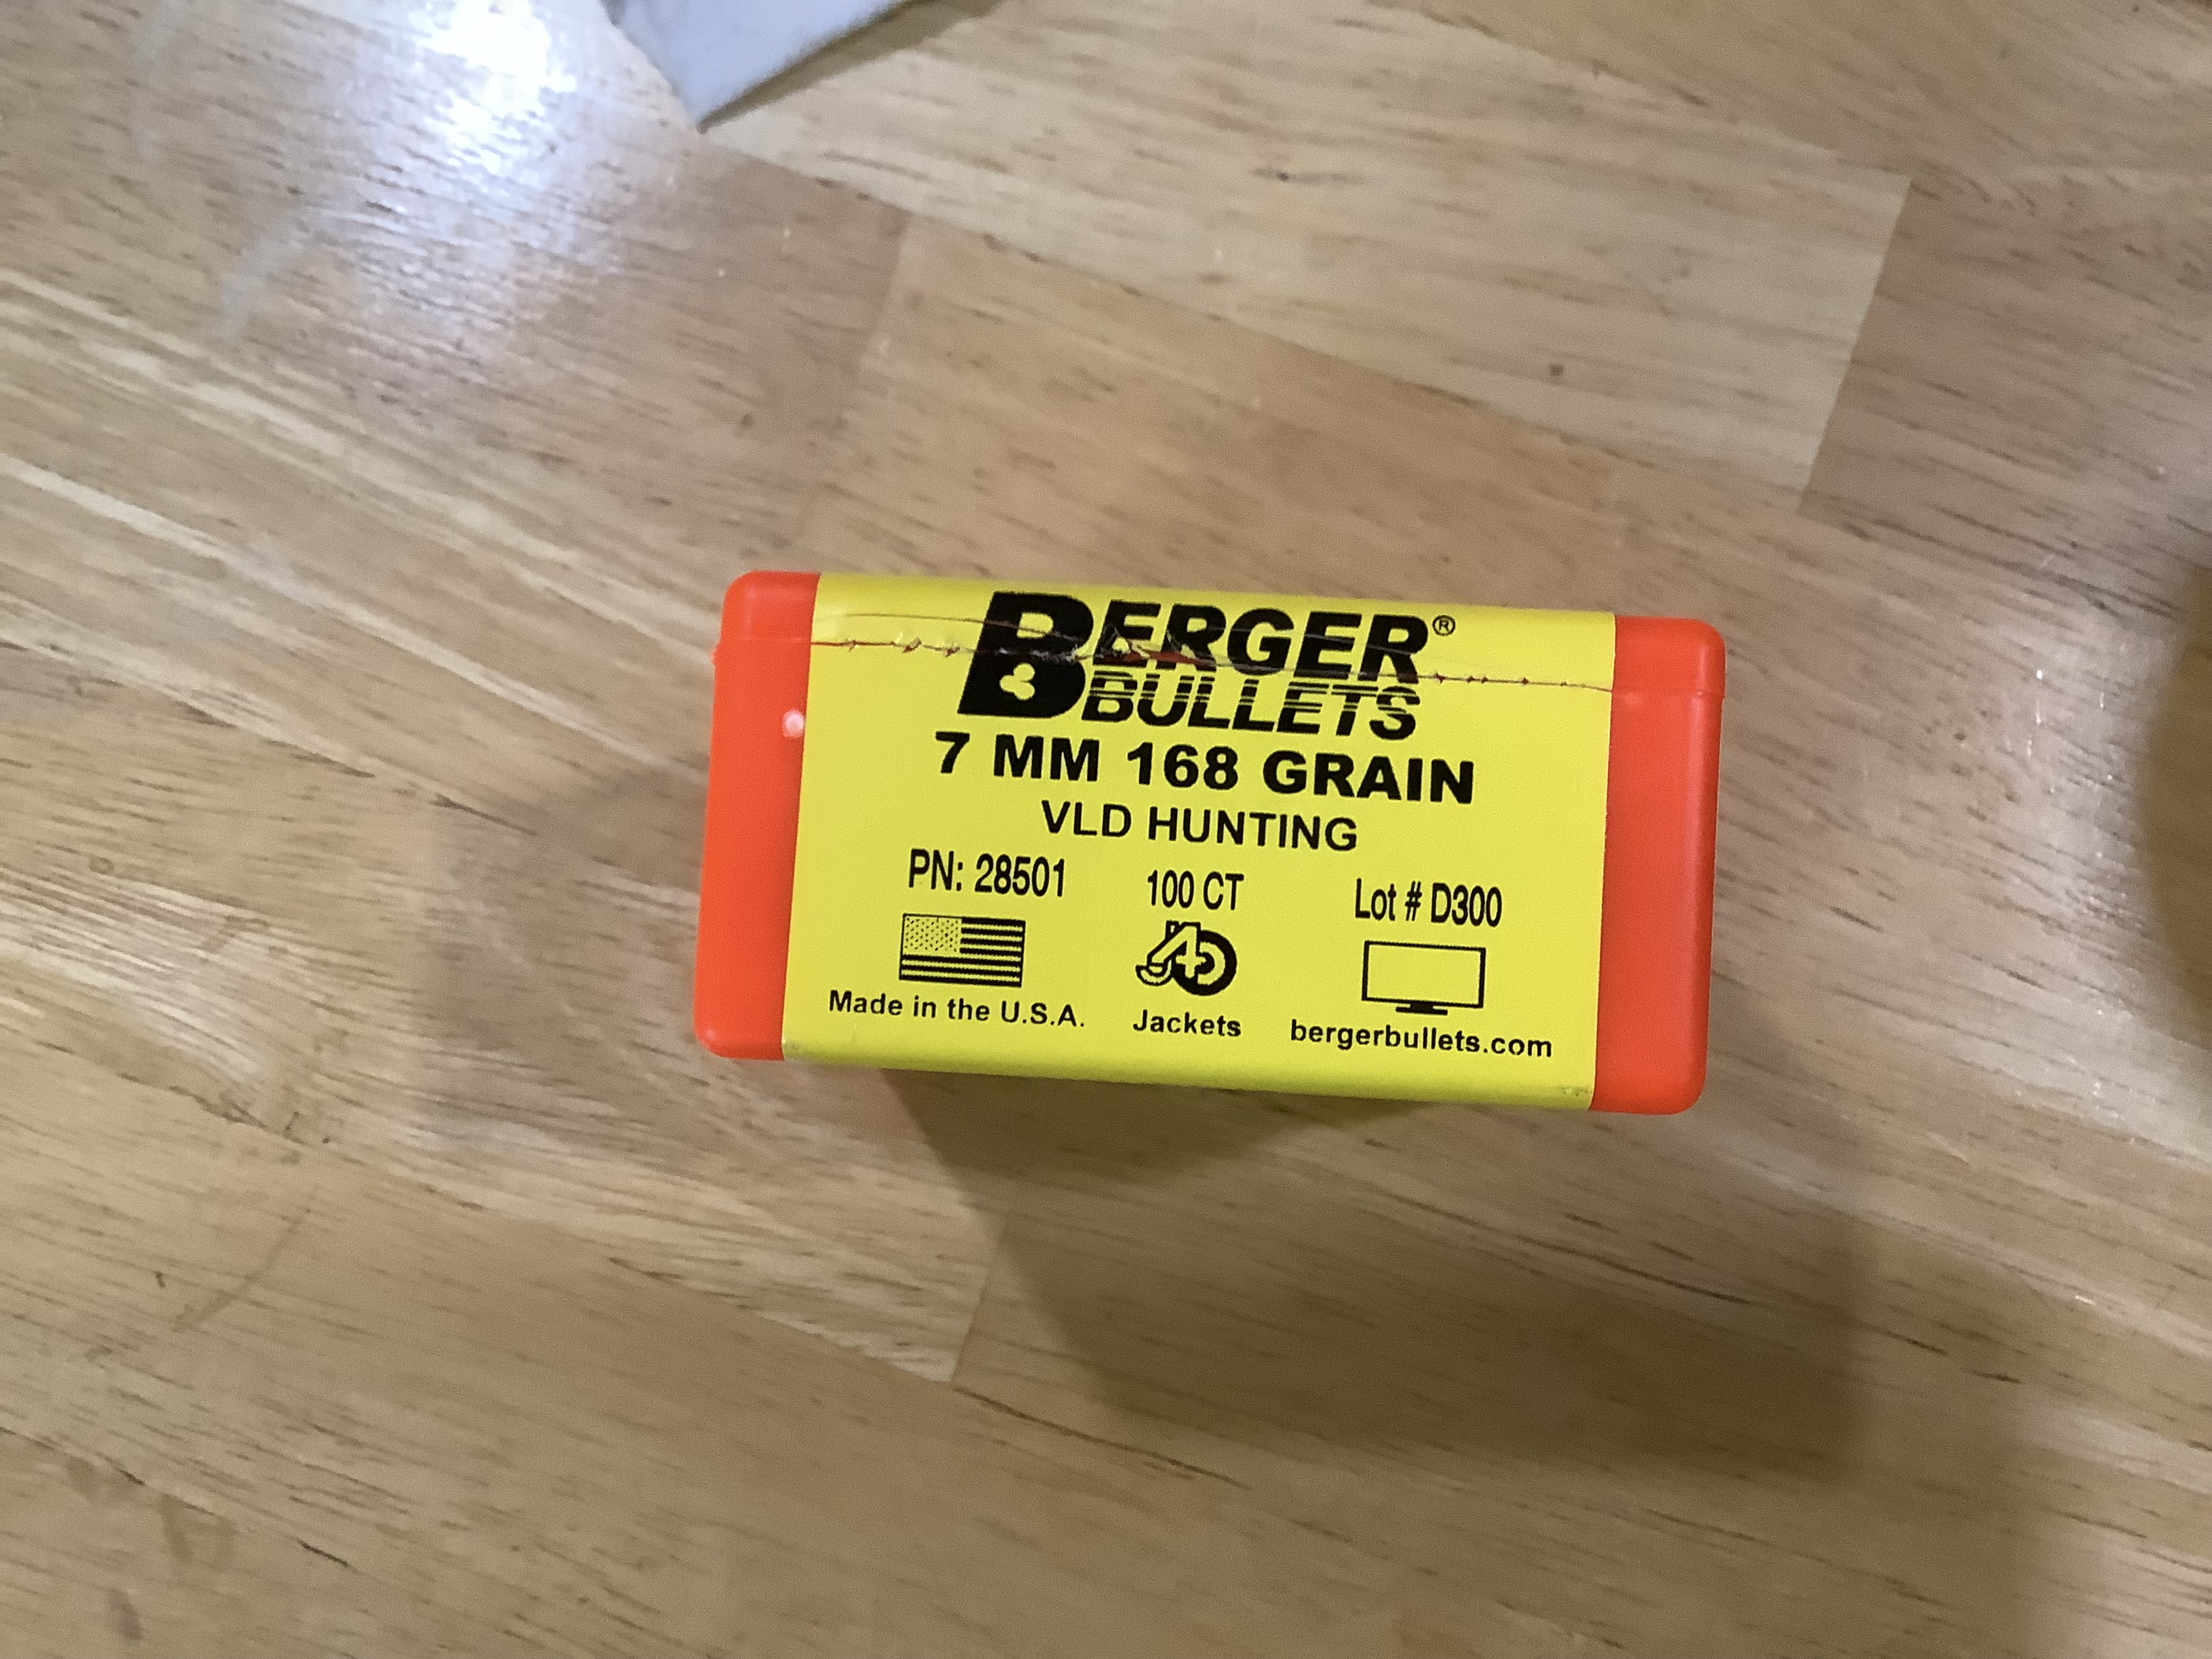 BERGER®
BULLETS
7 MM 168 GRAIN
VLD HUNTING
PN: 28501 100 CT Lot # D300
J4
Made in the U.S.A. Jackets bergerbullets.com